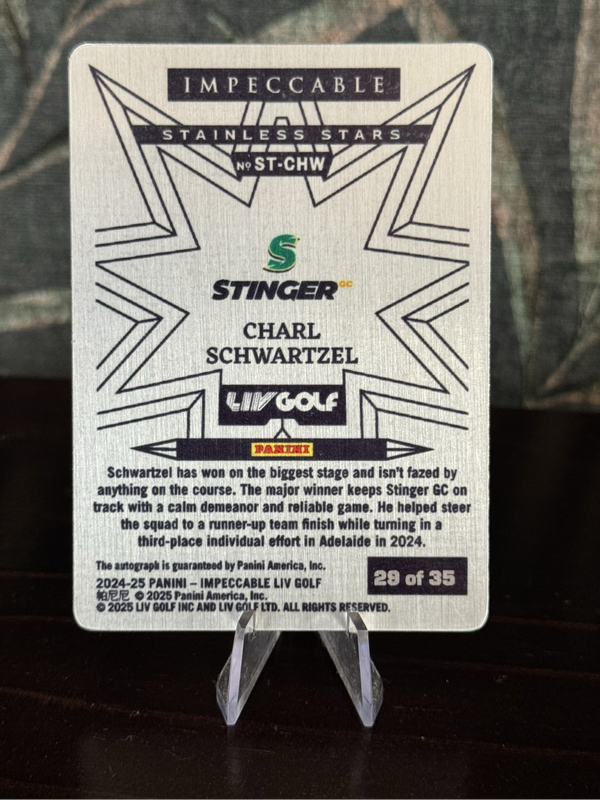 IMPECCABLE
STAINLESS STARS
Nº ST-CHW
S
STINGER GC
CHARL
SCHWARTZEL
LIV GOLF
PANINI
Schwartzel has won on the biggest stage and isn't fazed by
anything on the course. The major winner keeps Stinger GC on
track with a calm demeanor and reliable game. He helped steer
the squad to a runner-up team finish while turning in a
third-place individual effort in Adelaide in 2024.
The autograph is guaranteed by Panini America, Inc.
2024-25 PANINI – IMPECCABLE LIV GOLF
帕尼尼 © 2025 Panini America, Inc.
© 2025 LIV GOLF INC AND LIV GOLF LTD. ALL RIGHTS RESERVED.
29 of 35